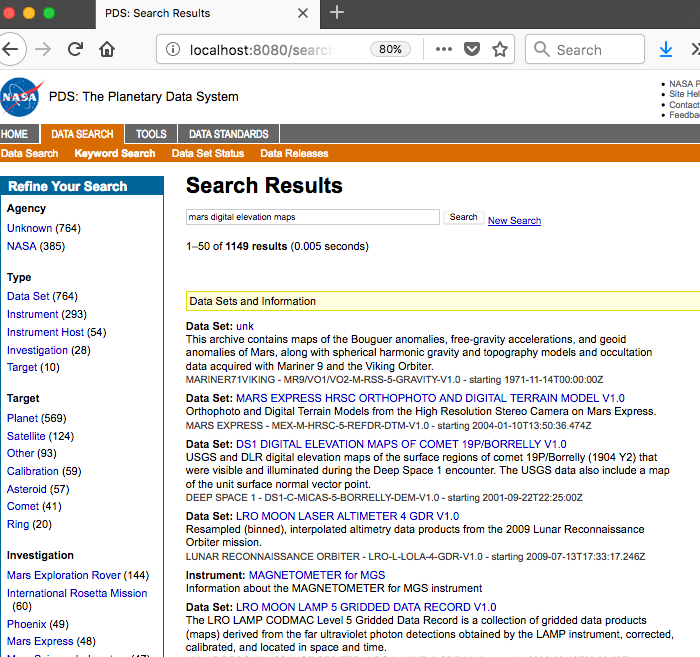 PDS: Search Results
localhost:8080/search
80%
Search
NASA
PDS: The Planetary Data System
NASA
Site
Contact
HOME
DATA SEARCH
TOOLS
DATA STANDARDS
Data Search
Keyword Search
Data Set Status
Data Releases
Refine Your Search
Agency
Unknown (764)
NASA (385)
Type
Data Set (764)
Instrument (293)
Instrument Host (54)
Investigation (28)
Target (10)
Target
Planet (569)
Satellite (124)
Other (93)
Calibration (59)
Asteroid (57)
Comet (41)
Ring (20)
Investigation
Mars Exploration Rover (144)
International Rosetta Mission
(60)
Phoenix (49)
Mars Express (48)
Search Results
mars digital elevation maps
Search
New Search
1–50 of 1149 results (0.005 seconds)
Data Sets and Information
Data Set: unk
This archive contains maps of the Bouguer anomalies, free-gravity accelerations, and geoid
anomalies of Mars, along with spherical harmonic gravity and topography models and occultation
data acquired with Mariner 9 and the Viking Orbiter.
MARINER71VIKING - MR9/VO1/VO2-M-RSS-5-GRAVITY-V1.0 - starting 1971-11-14T00:00:00Z
Data Set: MARS EXPRESS HRSC ORTHOPHOTO AND DIGITAL TERRAIN MODEL V1.0
Orthophoto and Digital Terrain Models from the High Resolution Stereo Camera on Mars Express.
MARS EXPRESS - MEX-M-HRSC-5-REFDR-DTM-V1.0 - starting 2004-01-10T13:50:36.474Z
Data Set: DS1 DIGITAL ELEVATION MAPS OF COMET 19P/BORRELLY V1.0
USGS and DLR digital elevation maps of the surface regions of comet 19P/Borrelly (1904 Y2) that
were visible and illuminated during the Deep Space 1 encounter. The USGS data also include a map
of the unit surface normal vector point.
DEEP SPACE 1 - DS1-C-MICAS-5-BORRELLY-DEM-V1.0 - starting 2001-09-22T22:25:00Z
Data Set: LRO MOON LASER ALTIMETER 4 GDR V1.0
Resampled (binned), interpolated altimetry data products from the 2009 Lunar Reconnaissance
Orbiter mission.
LUNAR RECONNAISSANCE ORBITER - LRO-L-LOLA-4-GDR-V1.0 - starting 2009-07-13T17:33:17.246Z
Instrument: MAGNETOMETER for MGS
Information about the MAGNETOMETER for MGS instrument
Data Set: LRO MOON LAMP 5 GRIDDED DATA RECORD V1.0
The LRO LAMP CODMAC Level 5 Gridded Data Record is a collection of gridded data products
(maps) derived from the far ultraviolet photon detections obtained by the LAMP instrument, corrected,
calibrated, and located in space and time.